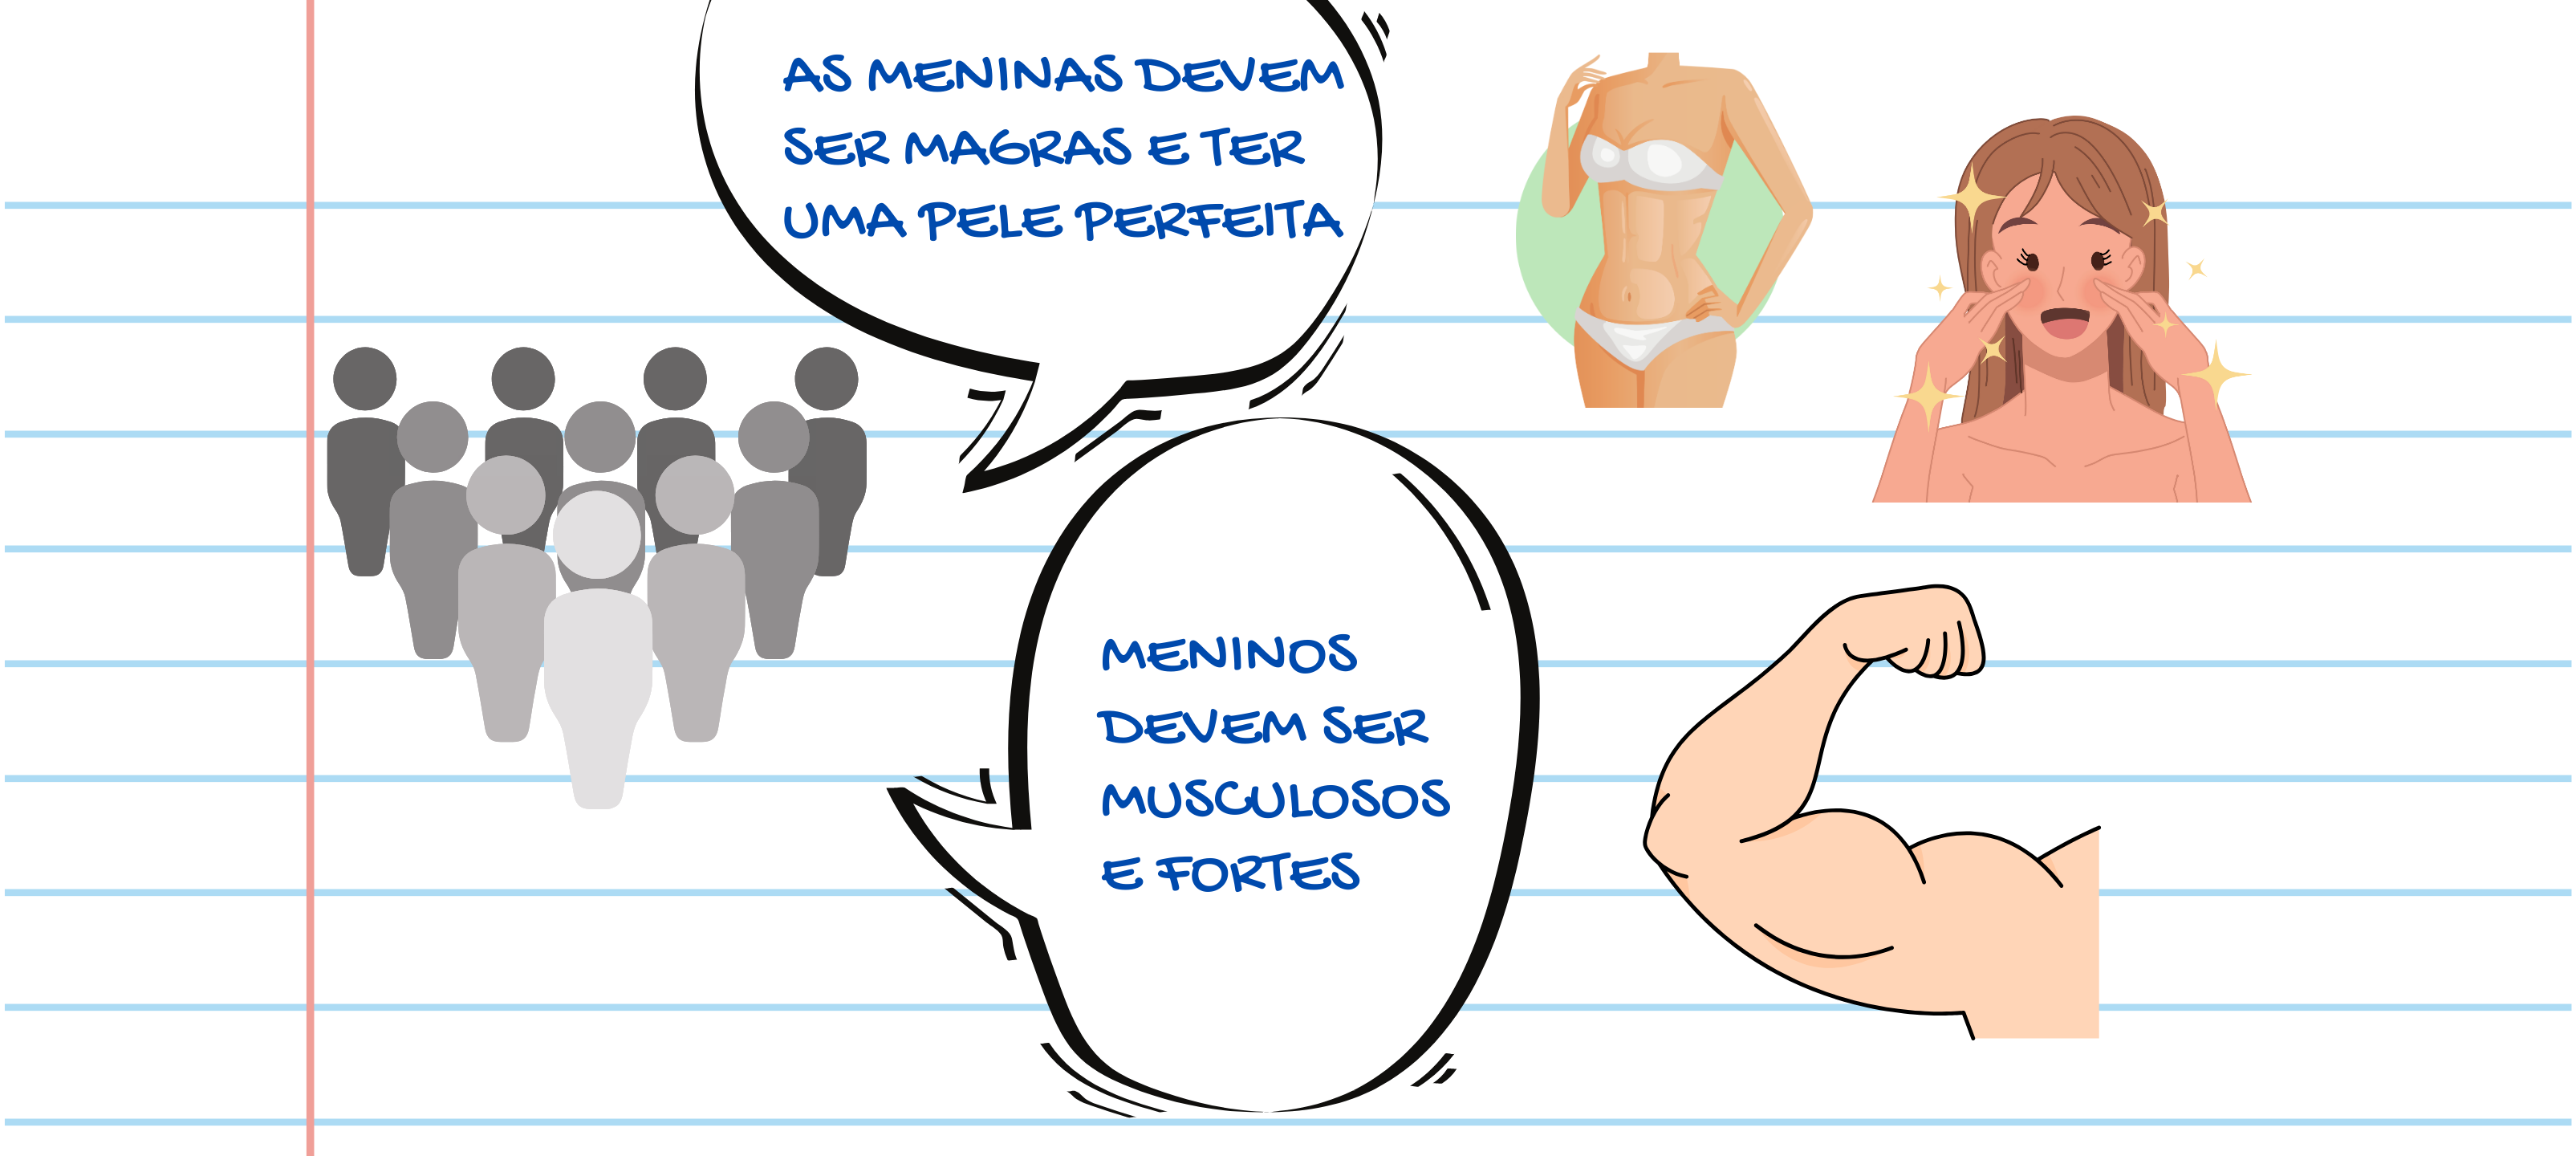 AS MENINAS DEVEM
SER MAGRAS E TER
UMA PELE PERFEITA
MENINOS
DEVEM SER
MUSCULOSOS
E FORTES